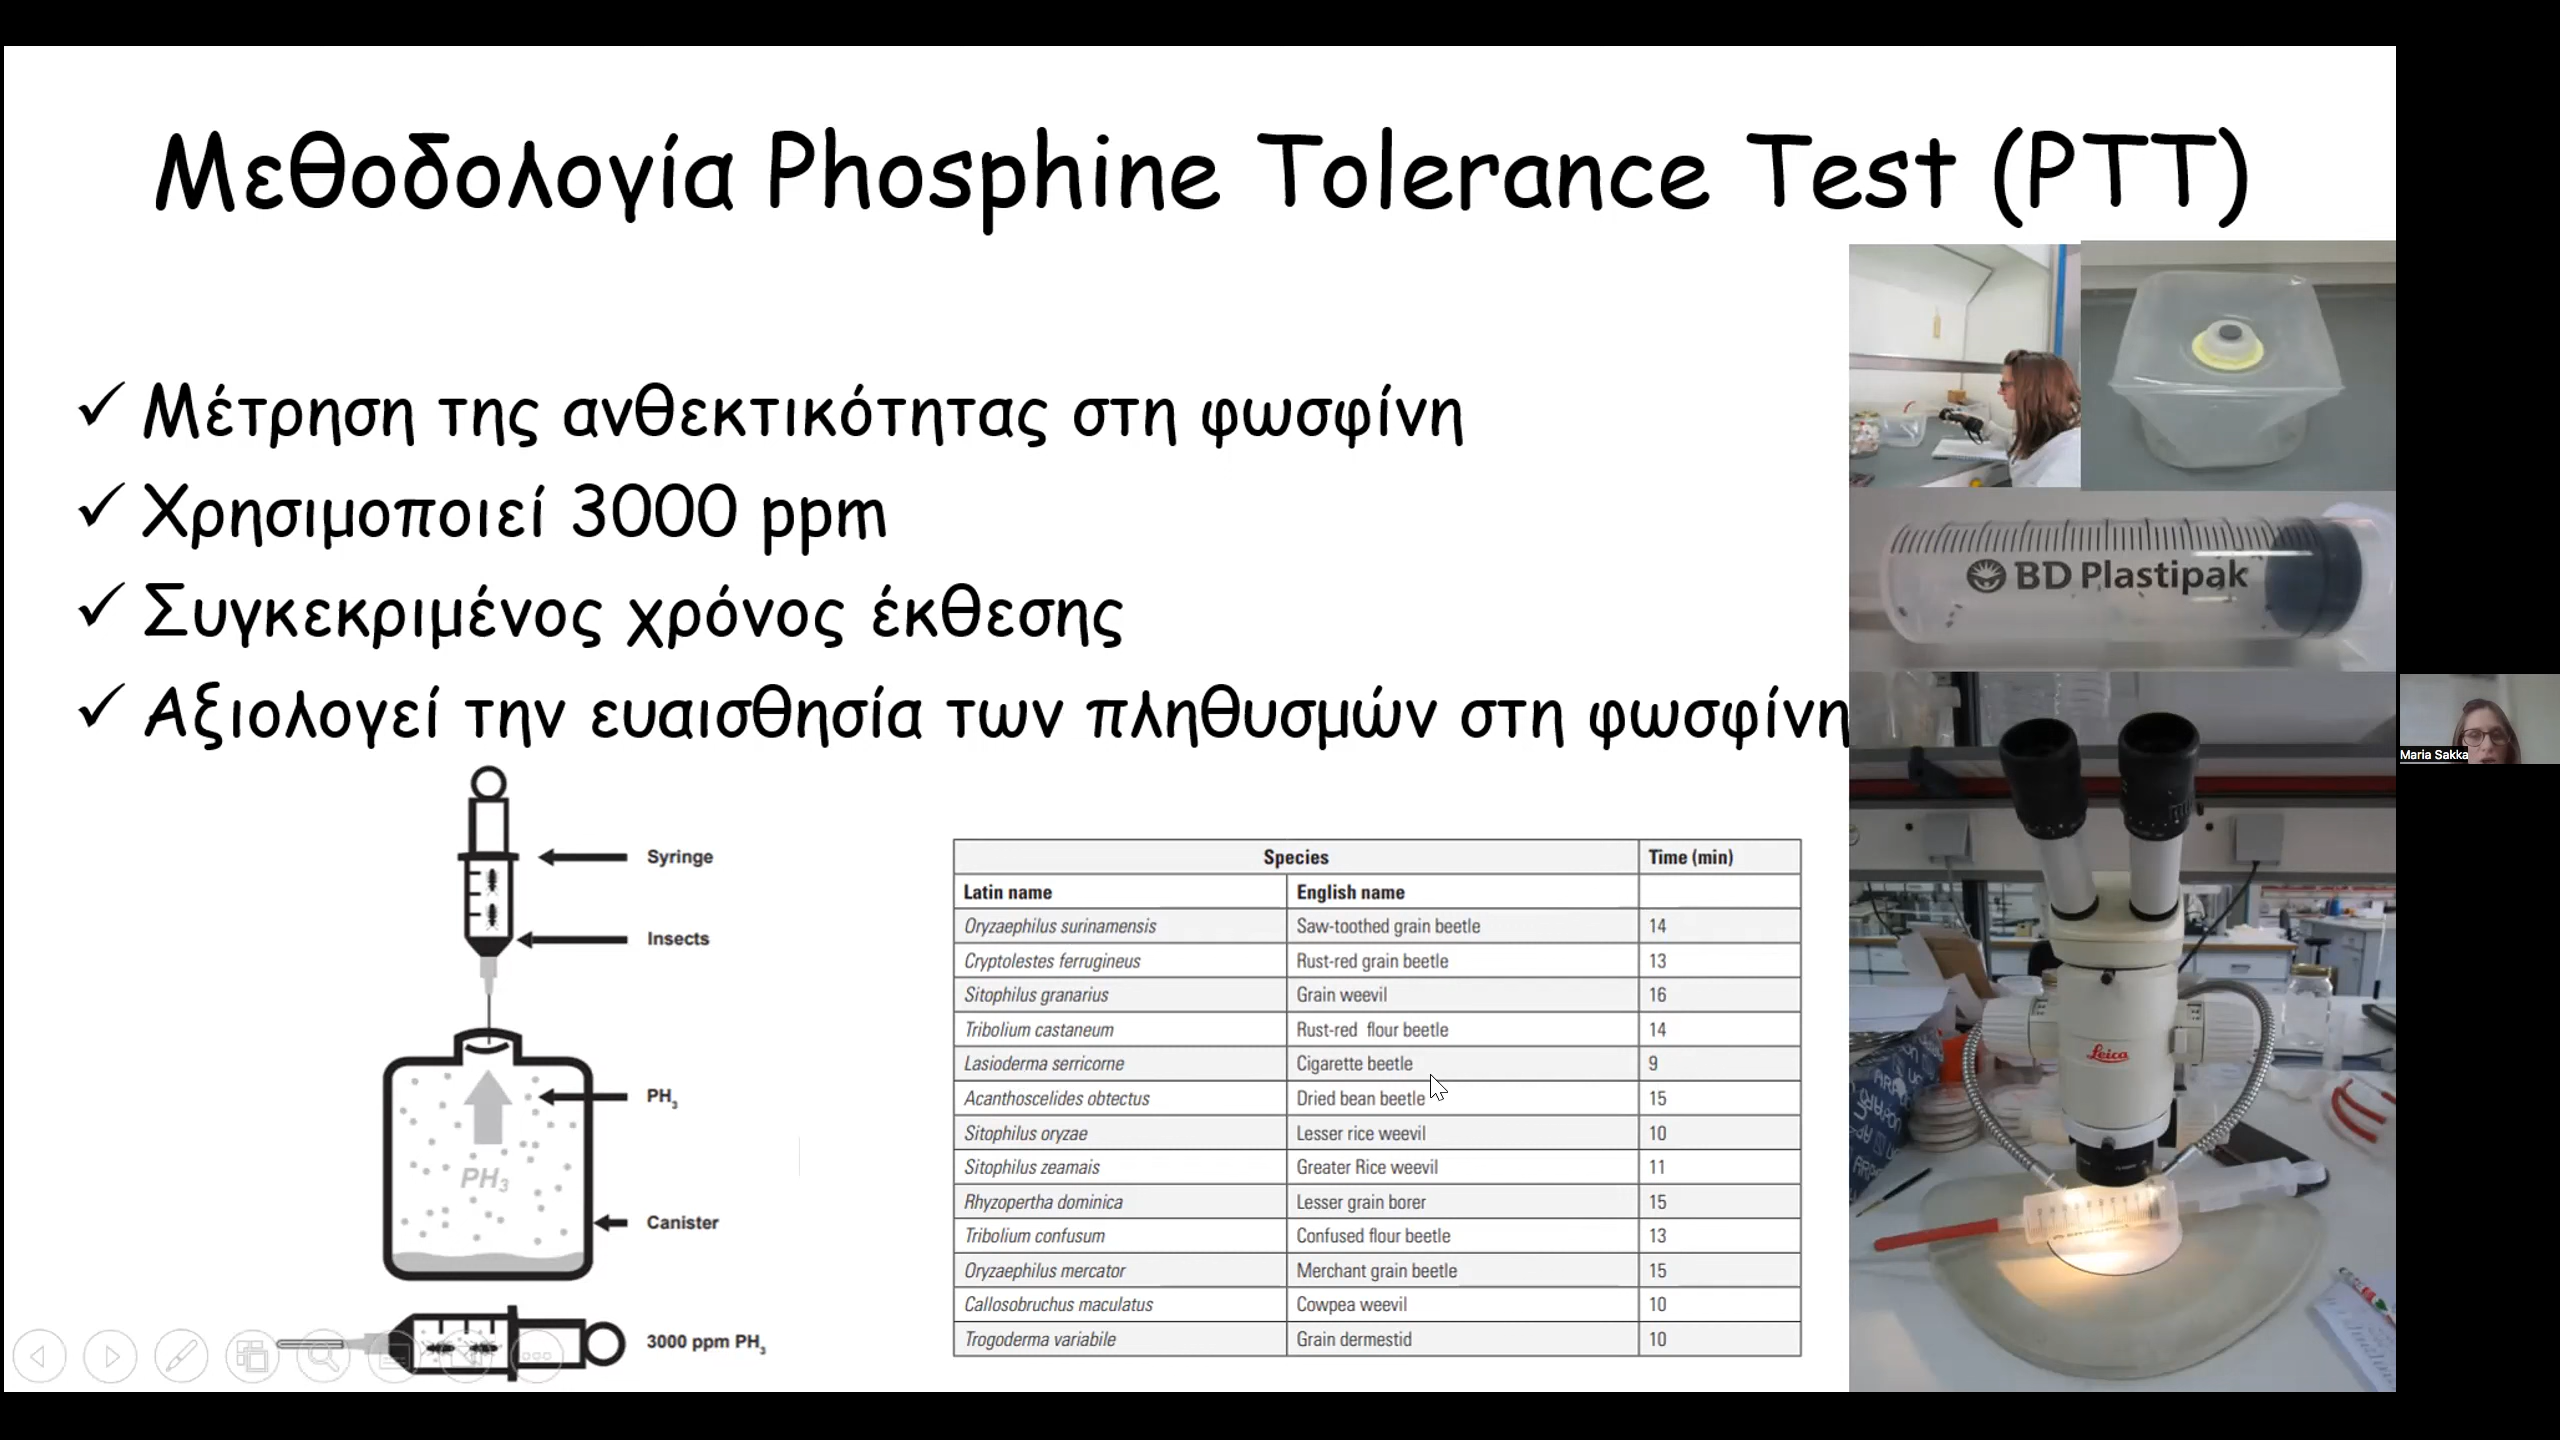 Μεθοδολογία Phosphine Tolerance Test (PTT)
✓ Μέτρηση της ανθεκτικότητας στη φωσφίνη
✓ Χρησιμοποιεί 3000 ppm
✓ Συγκεκριμένος χρόνος έκθεσης
✓ Αξιολογεί την ευαισθησία των πληθυσμών στη φωσφίνη
Syringe
Insects
PH₃
PH₃
Canister
3000 ppm PH₃
Species Time (min)
Latin name English name
Oryzaephilus surinamensis Saw-toothed grain beetle 14
Cryptolestes ferrugineus Rust-red grain beetle 13
Sitophilus granarius Grain weevil 16
Tribolium castaneum Rust-red flour beetle 14
Lasioderma serricorne Cigarette beetle 9
Acanthoscelides obtectus Dried bean beetle 15
Sitophilus oryzae Lesser rice weevil 10
Sitophilus zeamais Greater Rice weevil 11
Rhyzopertha dominica Lesser grain borer 15
Tribolium confusum Confused flour beetle 13
Oryzaephilus mercator Merchant grain beetle 15
Callosobruchus maculatus Cowpea weevil 10
Trogoderma variabile Grain dermestid 10
BD Plastipak
Leica
Maria Sakka